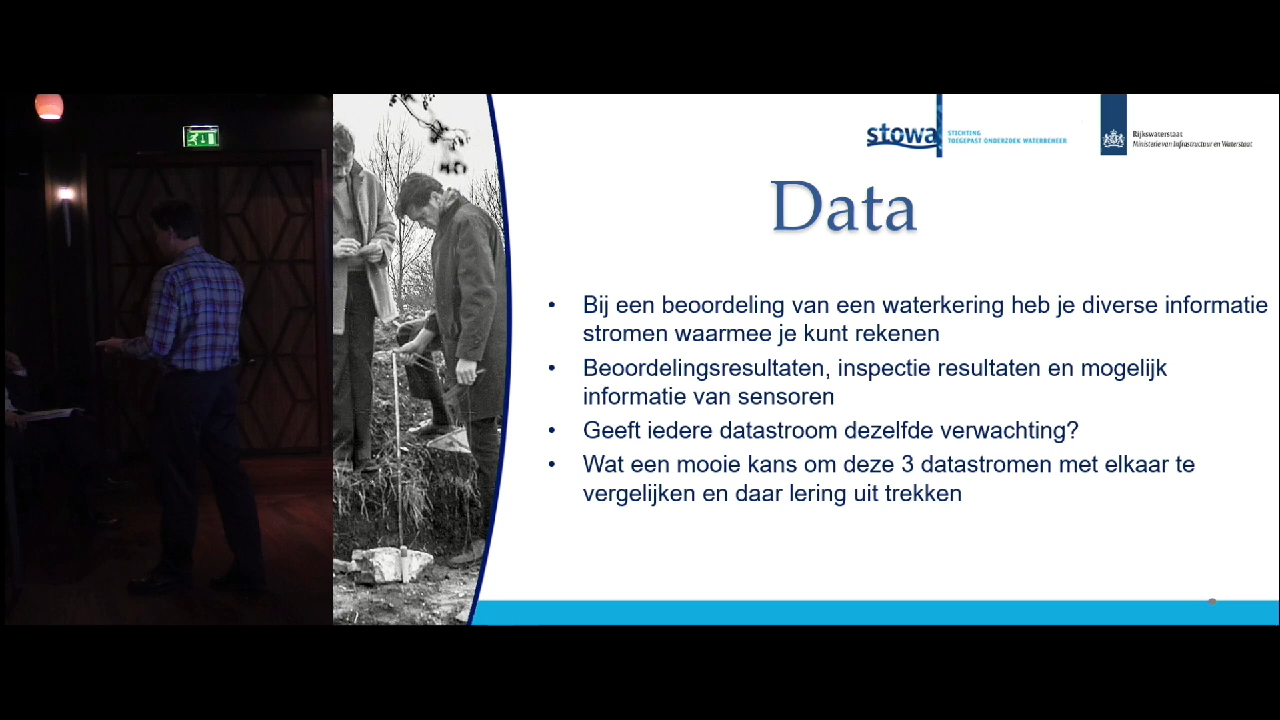 stowa
STICHTING
TOEGEPAST ONDERZOEK WATERBEHEER
Rijkswaterstaat
Ministerie van Infrastructuur en Waterstaat
Data
• Bij een beoordeling van een waterkering heb je diverse informatie
stromen waarmee je kunt rekenen
• Beoordelingsresultaten, inspectie resultaten en mogelijk
informatie van sensoren
• Geeft iedere datastroom dezelfde verwachting?
• Wat een mooie kans om deze 3 datastromen met elkaar te
vergelijken en daar lering uit trekken